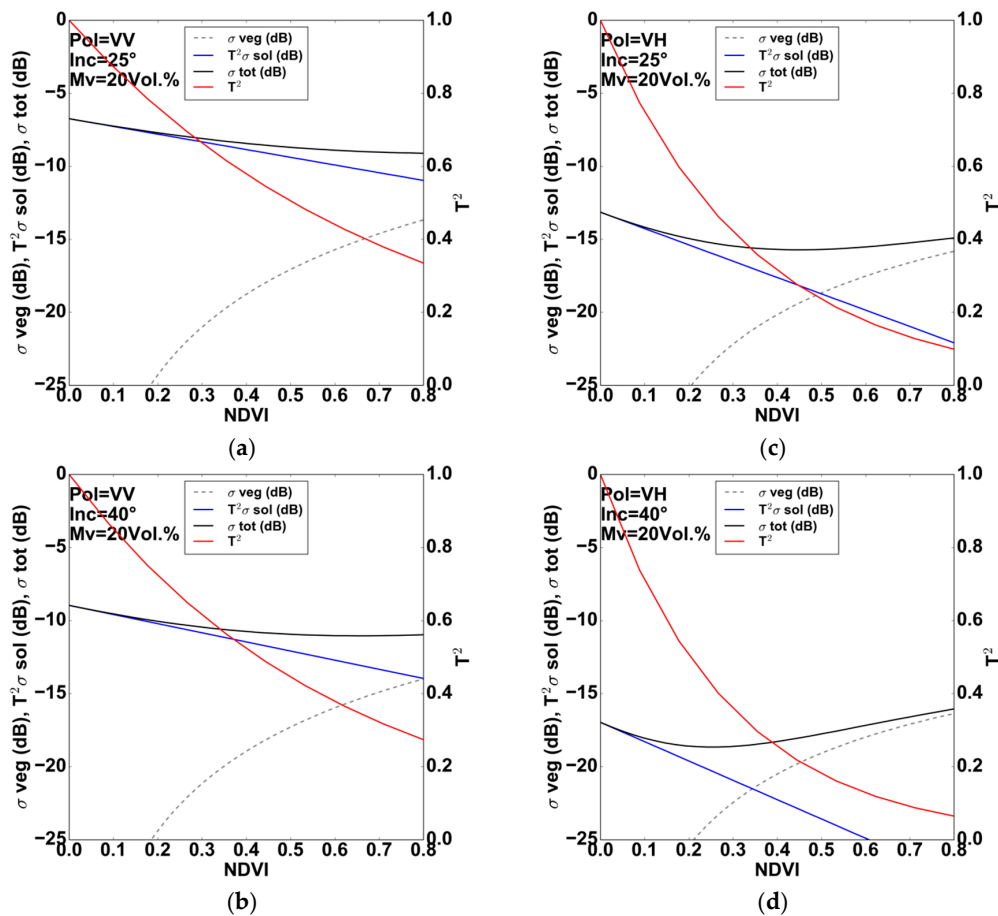 Pol=VV
Inc=25°
Mv=20Vol.%
σ veg (dB)
T²σ sol (dB)
σ tot (dB)
T²
σ veg (dB), T²σ sol (dB), σ tot (dB)
0
−5
−10
−15
−20
−25
0.0 0.1 0.2 0.3 0.4 0.5 0.6 0.7 0.8
NDVI
1.0
0.8
0.6
0.4
0.2
0.0
T²
(a)
Pol=VH
Inc=25°
Mv=20Vol.%
σ veg (dB)
T²σ sol (dB)
σ tot (dB)
T²
σ veg (dB), T²σ sol (dB), σ tot (dB)
0
−5
−10
−15
−20
−25
0.0 0.1 0.2 0.3 0.4 0.5 0.6 0.7 0.8
NDVI
1.0
0.8
0.6
0.4
0.2
0.0
T²
(c)
Pol=VV
Inc=40°
Mv=20Vol.%
σ veg (dB)
T²σ sol (dB)
σ tot (dB)
T²
σ veg (dB), T²σ sol (dB), σ tot (dB)
0
−5
−10
−15
−20
−25
0.0 0.1 0.2 0.3 0.4 0.5 0.6 0.7 0.8
NDVI
1.0
0.8
0.6
0.4
0.2
0.0
T²
(b)
Pol=VH
Inc=40°
Mv=20Vol.%
σ veg (dB)
T²σ sol (dB)
σ tot (dB)
T²
σ veg (dB), T²σ sol (dB), σ tot (dB)
0
−5
−10
−15
−20
−25
0.0 0.1 0.2 0.3 0.4 0.5 0.6 0.7 0.8
NDVI
1.0
0.8
0.6
0.4
0.2
0.0
T²
(d)